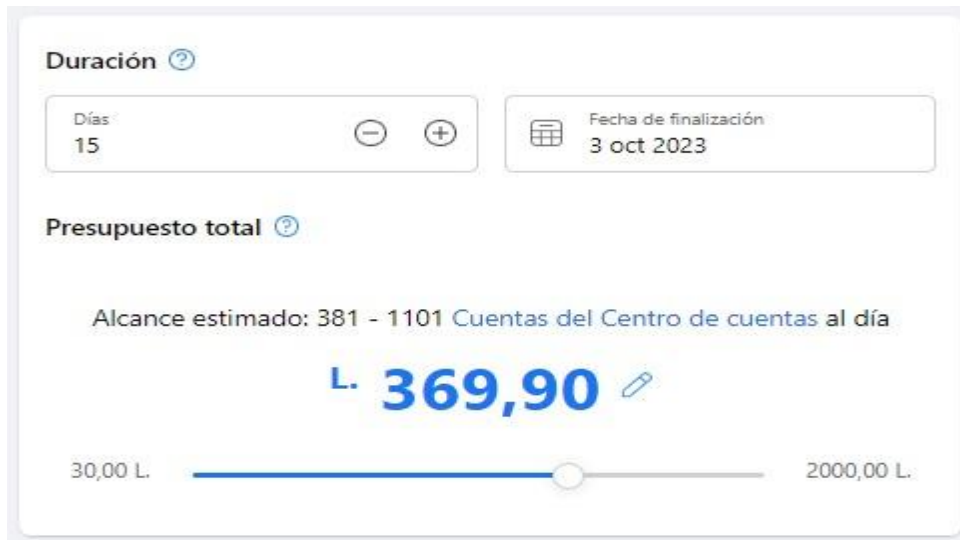 Duración
Días
15
Fecha de finalización
3 oct 2023
Presupuesto total
Alcance estimado: 381 - 1101 Cuentas del Centro de cuentas al día
L. 369,90
30,00 L.
2000,00 L.